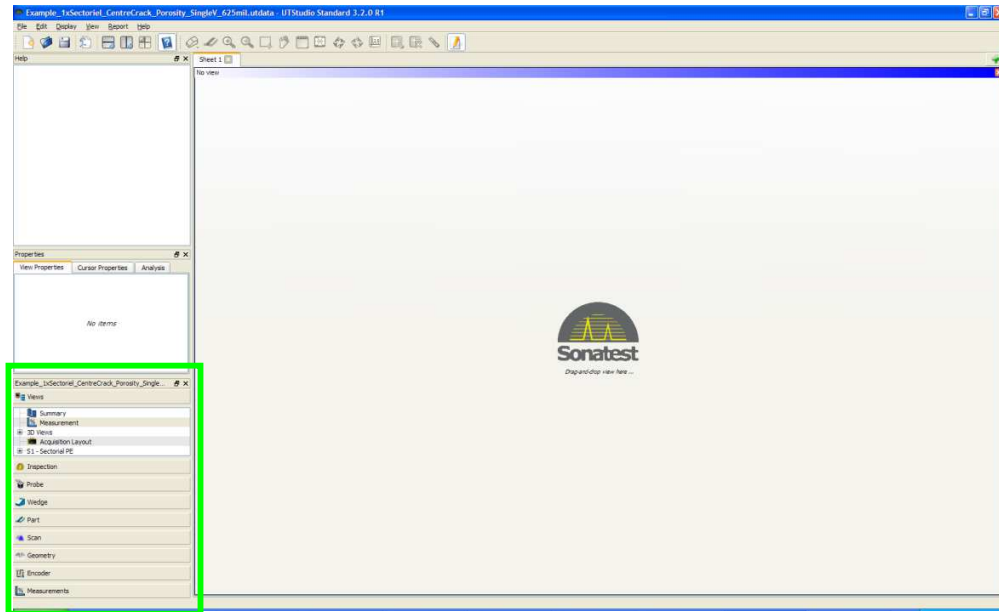 Example_1xSectoriel_CentreCrack_Porosity_SingleV_625mil.utdata - UTStudio Standard 3.2.0 R1
File Edit Display View Report Help
Help
Sheet 1
No view
Properties
View Properties Cursor Properties Analysis
No items
Sonatest
Drag-and-drop view here ...
Example_1xSectoriel_CentreCrack_Porosity_Single...
Views
Summary
Measurement
3D Views
Acquisition Layout
S1 - Sectorial PE
Inspection
Probe
Wedge
Part
Scan
Geometry
Encoder
Measurements